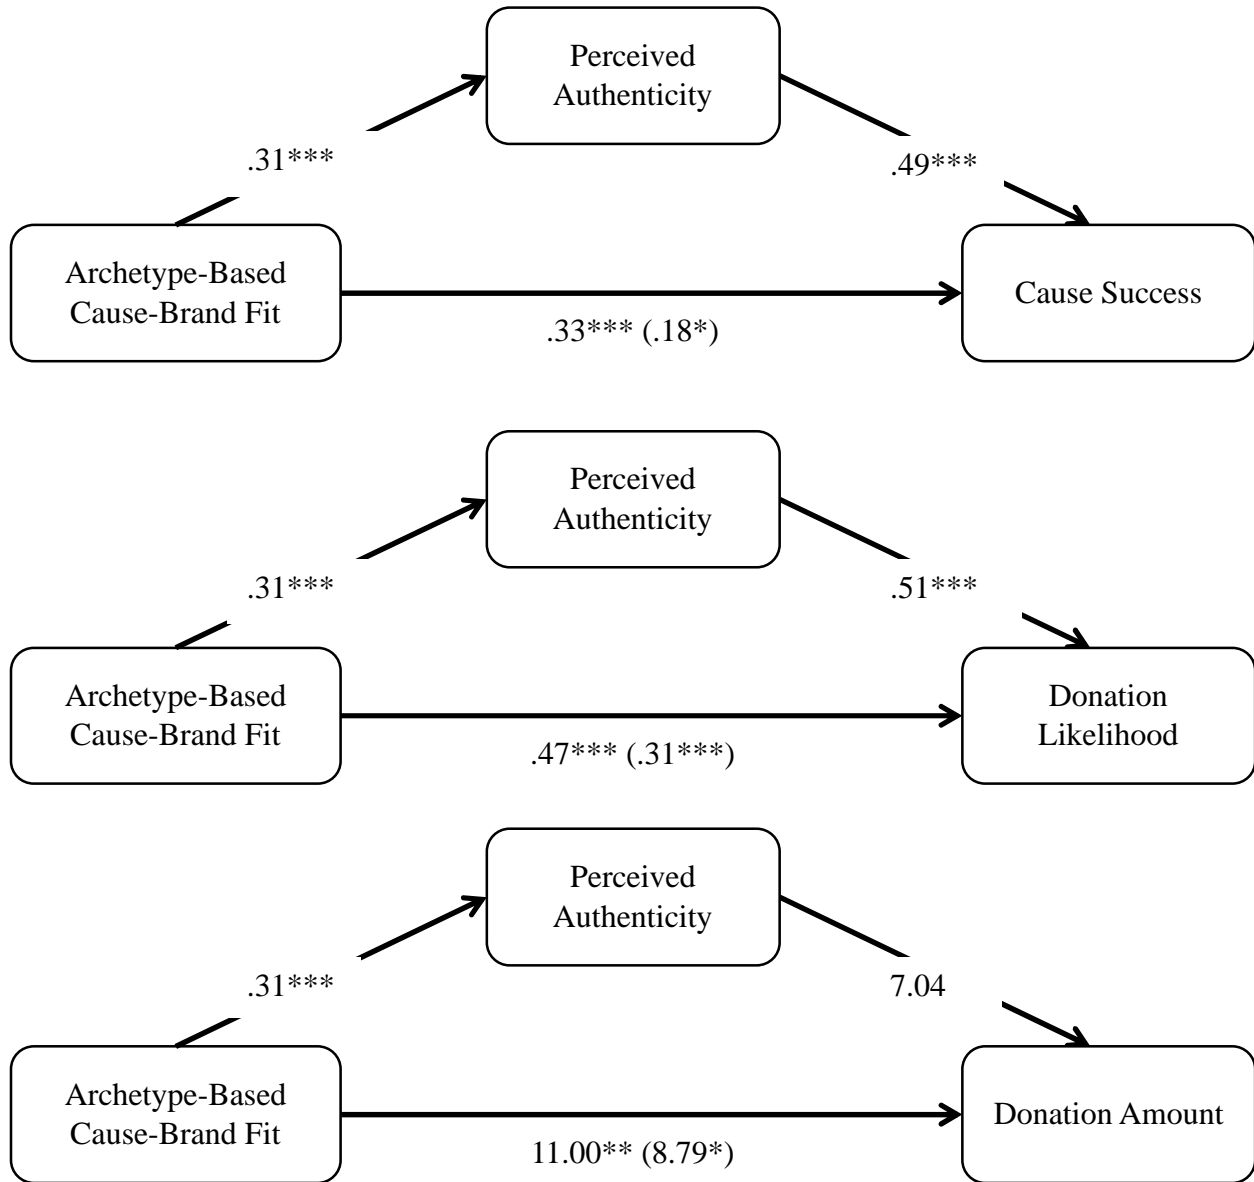 Perceived
Authenticity
.31***
.49***
Archetype-Based
Cause-Brand Fit
Cause Success
.33*** (.18*)
Perceived
Authenticity
.31***
.51***
Archetype-Based
Cause-Brand Fit
Donation
Likelihood
.47*** (.31***)
Perceived
Authenticity
.31***
7.04
Archetype-Based
Cause-Brand Fit
Donation Amount
11.00** (8.79*)